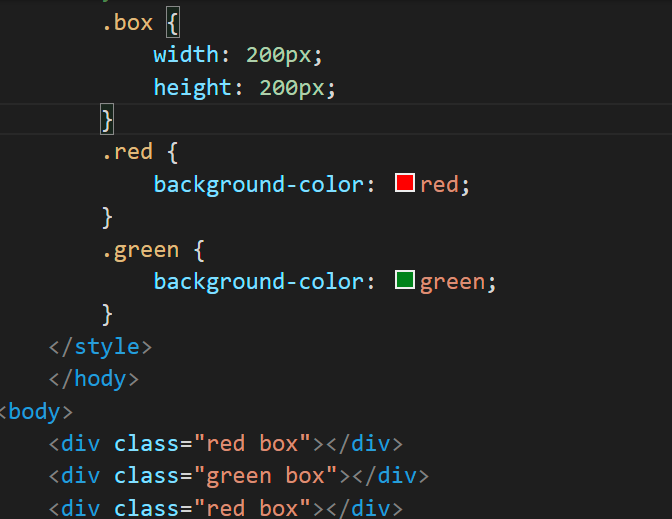 .box {
width: 200px;
height: 200px;
}
.red {
background-color: red;
}
.green {
background-color: green;
}
</style>
</hody>
<body>
<div class="red box"></div>
<div class="green box"></div>
<div class="red box"></div>